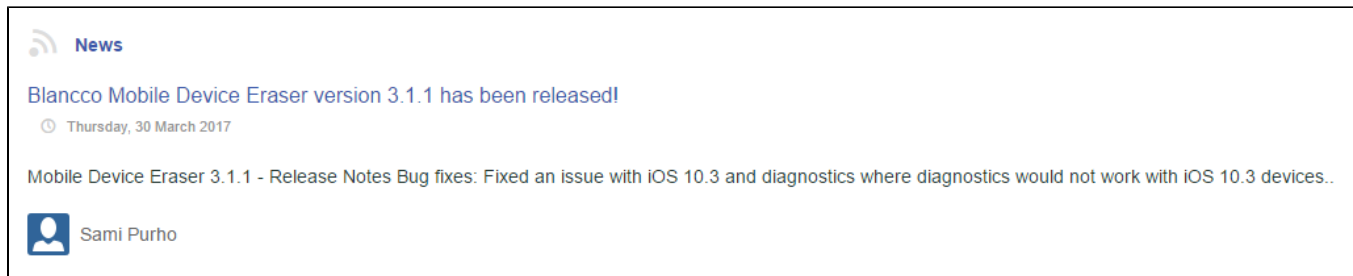 News
Blancco Mobile Device Eraser version 3.1.1 has been released!
Thursday, 30 March 2017
Mobile Device Eraser 3.1.1 - Release Notes Bug fixes: Fixed an issue with iOS 10.3 and diagnostics where diagnostics would not work with iOS 10.3 devices..
Sami Purho